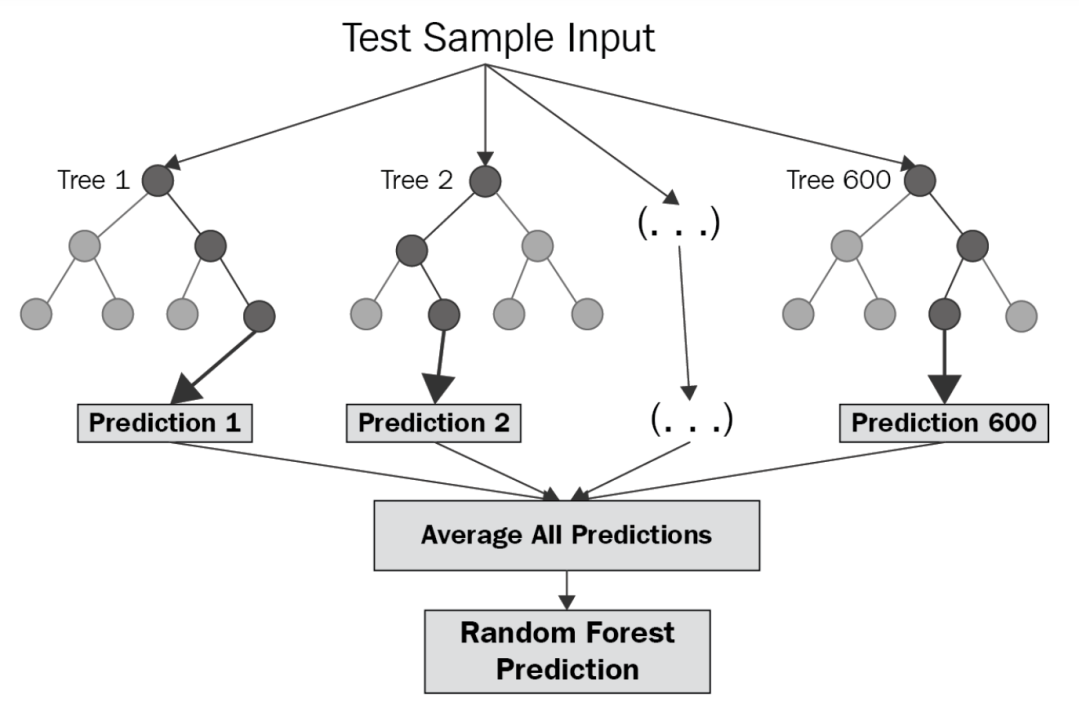 Test Sample Input
Tree 1
Tree 2
(. . .)
Tree 600
Prediction 1
Prediction 2
(. . .)
Prediction 600
Average All Predictions
Random Forest
Prediction